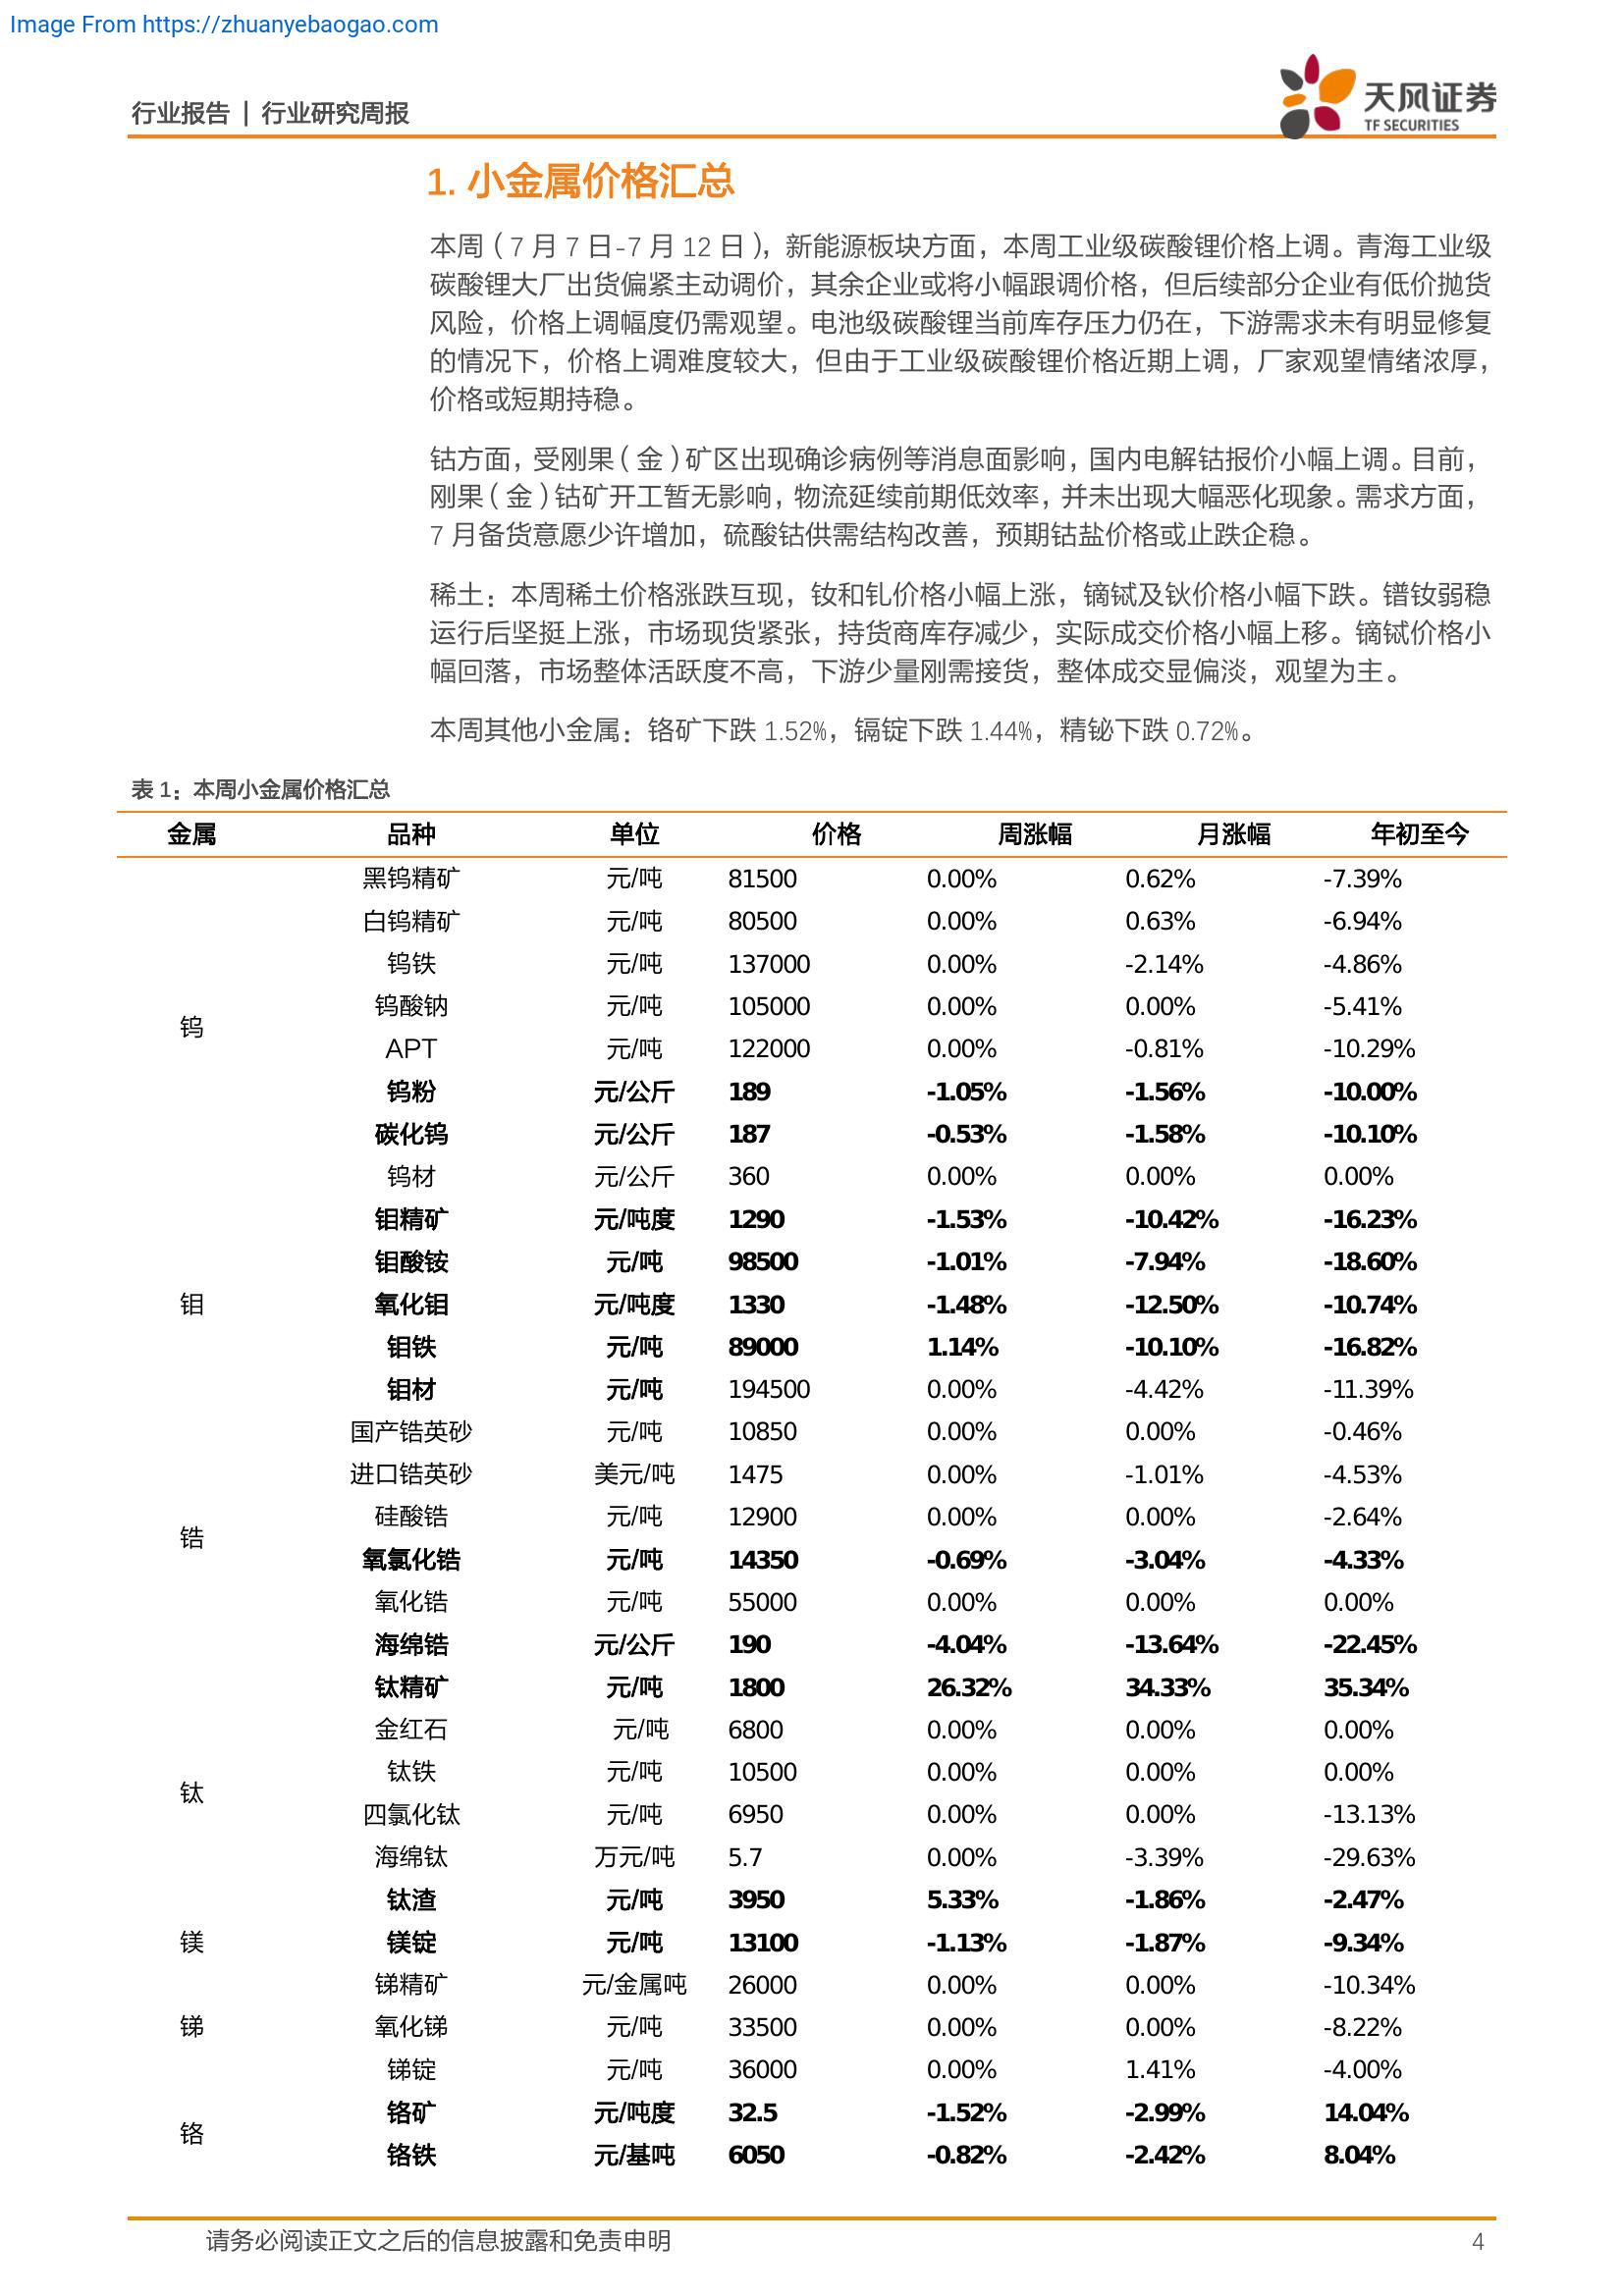 Image From https://zhuanyebaogao.com
行业报告 | 行业研究周报
天风证券
TF SECURITIES
1. 小金属价格汇总
本周（7 月 7 日-7 月 12 日），新能源板块方面，本周工业级碳酸锂价格上调。青海工业级
碳酸锂大厂出货偏紧主动调价，其余企业或将小幅跟调价格，但后续部分企业有低价抛货
风险，价格上调幅度仍需观望。电池级碳酸锂当前库存压力仍在，下游需求未有明显修复
的情况下，价格上调难度较大，但由于工业级碳酸锂价格近期上调，厂家观望情绪浓厚，
价格或短期持稳。
钴方面，受刚果（金）矿区出现确诊病例等消息面影响，国内电解钴报价小幅上调。目前，
刚果（金）钴矿开工暂无影响，物流延续前期低效率，并未出现大幅恶化现象。需求方面，
7 月备货意愿少许增加，硫酸钴供需结构改善，预期钴盐价格或止跌企稳。
稀土：本周稀土价格涨跌互现，钕和钆价格小幅上涨，镝铽及钬价格小幅下跌。镨钕弱稳
运行后坚挺上涨，市场现货紧张，持货商库存减少，实际成交价格小幅上移。镝铽价格小
幅回落，市场整体活跃度不高，下游少量刚需接货，整体成交显偏淡，观望为主。
本周其他小金属：铬矿下跌 1.52%，镉锭下跌 1.44%，精铋下跌 0.72%。
表 1：本周小金属价格汇总
金属 品种 单位 价格 周涨幅 月涨幅 年初至今
黑钨精矿 元/吨 81500 0.00% 0.62% -7.39%
白钨精矿 元/吨 80500 0.00% 0.63% -6.94%
钨铁 元/吨 137000 0.00% -2.14% -4.86%
钨酸钠 元/吨 105000 0.00% 0.00% -5.41%
钨
APT 元/吨 122000 0.00% -0.81% -10.29%
钨粉 元/公斤 189 -1.05% -1.56% -10.00%
碳化钨 元/公斤 187 -0.53% -1.58% -10.10%
钨材 元/公斤 360 0.00% 0.00% 0.00%
钼精矿 元/吨度 1290 -1.53% -10.42% -16.23%
钼酸铵 元/吨 98500 -1.01% -7.94% -18.60%
钼 氧化钼 元/吨度 1330 -1.48% -12.50% -10.74%
钼铁 元/吨 89000 1.14% -10.10% -16.82%
钼材 元/吨 194500 0.00% -4.42% -11.39%
国产锆英砂 元/吨 10850 0.00% 0.00% -0.46%
进口锆英砂 美元/吨 1475 0.00% -1.01% -4.53%
硅酸锆 元/吨 12900 0.00% 0.00% -2.64%
锆
氧氯化锆 元/吨 14350 -0.69% -3.04% -4.33%
氧化锆 元/吨 55000 0.00% 0.00% 0.00%
海绵锆 元/公斤 190 -4.04% -13.64% -22.45%
钛精矿 元/吨 1800 26.32% 34.33% 35.34%
金红石 元/吨 6800 0.00% 0.00% 0.00%
钛铁 元/吨 10500 0.00% 0.00% 0.00%
钛
四氯化钛 元/吨 6950 0.00% 0.00% -13.13%
海绵钛 万元/吨 5.7 0.00% -3.39% -29.63%
钛渣 元/吨 3950 5.33% -1.86% -2.47%
镁 镁锭 元/吨 13100 -1.13% -1.87% -9.34%
锑精矿 元/金属吨 26000 0.00% 0.00% -10.34%
锑 氧化锑 元/吨 33500 0.00% 0.00% -8.22%
锑锭 元/吨 36000 0.00% 1.41% -4.00%
铬矿 元/吨度 32.5 -1.52% -2.99% 14.04%
铬
铬铁 元/基吨 6050 -0.82% -2.42% 8.04%
请务必阅读正文之后的信息披露和免责申明 4